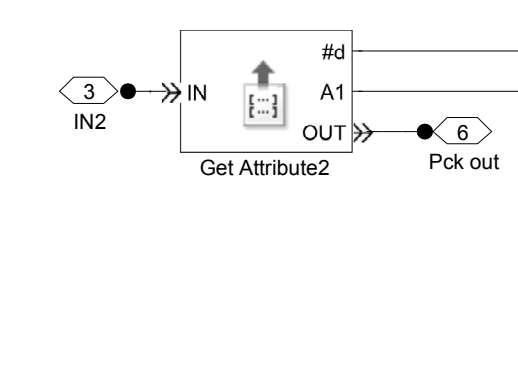 #d
3
IN
[...]
A1
IN2
OUT
6
Get Attribute2
Pck out